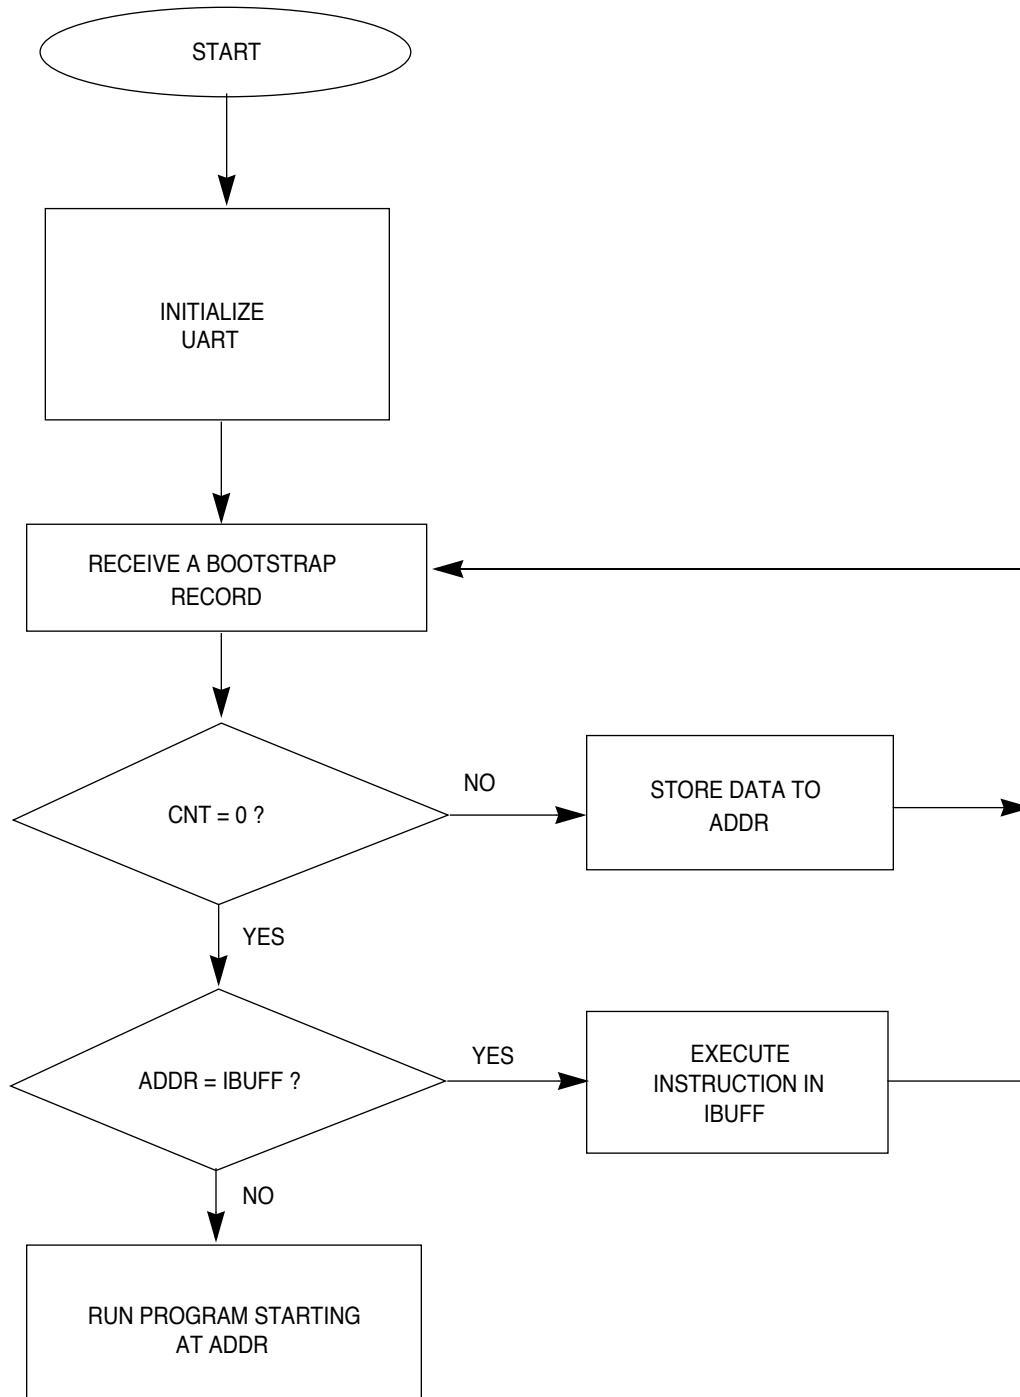 START
INITIALIZE
UART
RECEIVE A BOOTSTRAP
RECORD
CNT = 0 ?
NO
STORE DATA TO
ADDR
YES
ADDR = IBUFF ?
YES
EXECUTE
INSTRUCTION IN
IBUFF
NO
RUN PROGRAM STARTING
AT ADDR